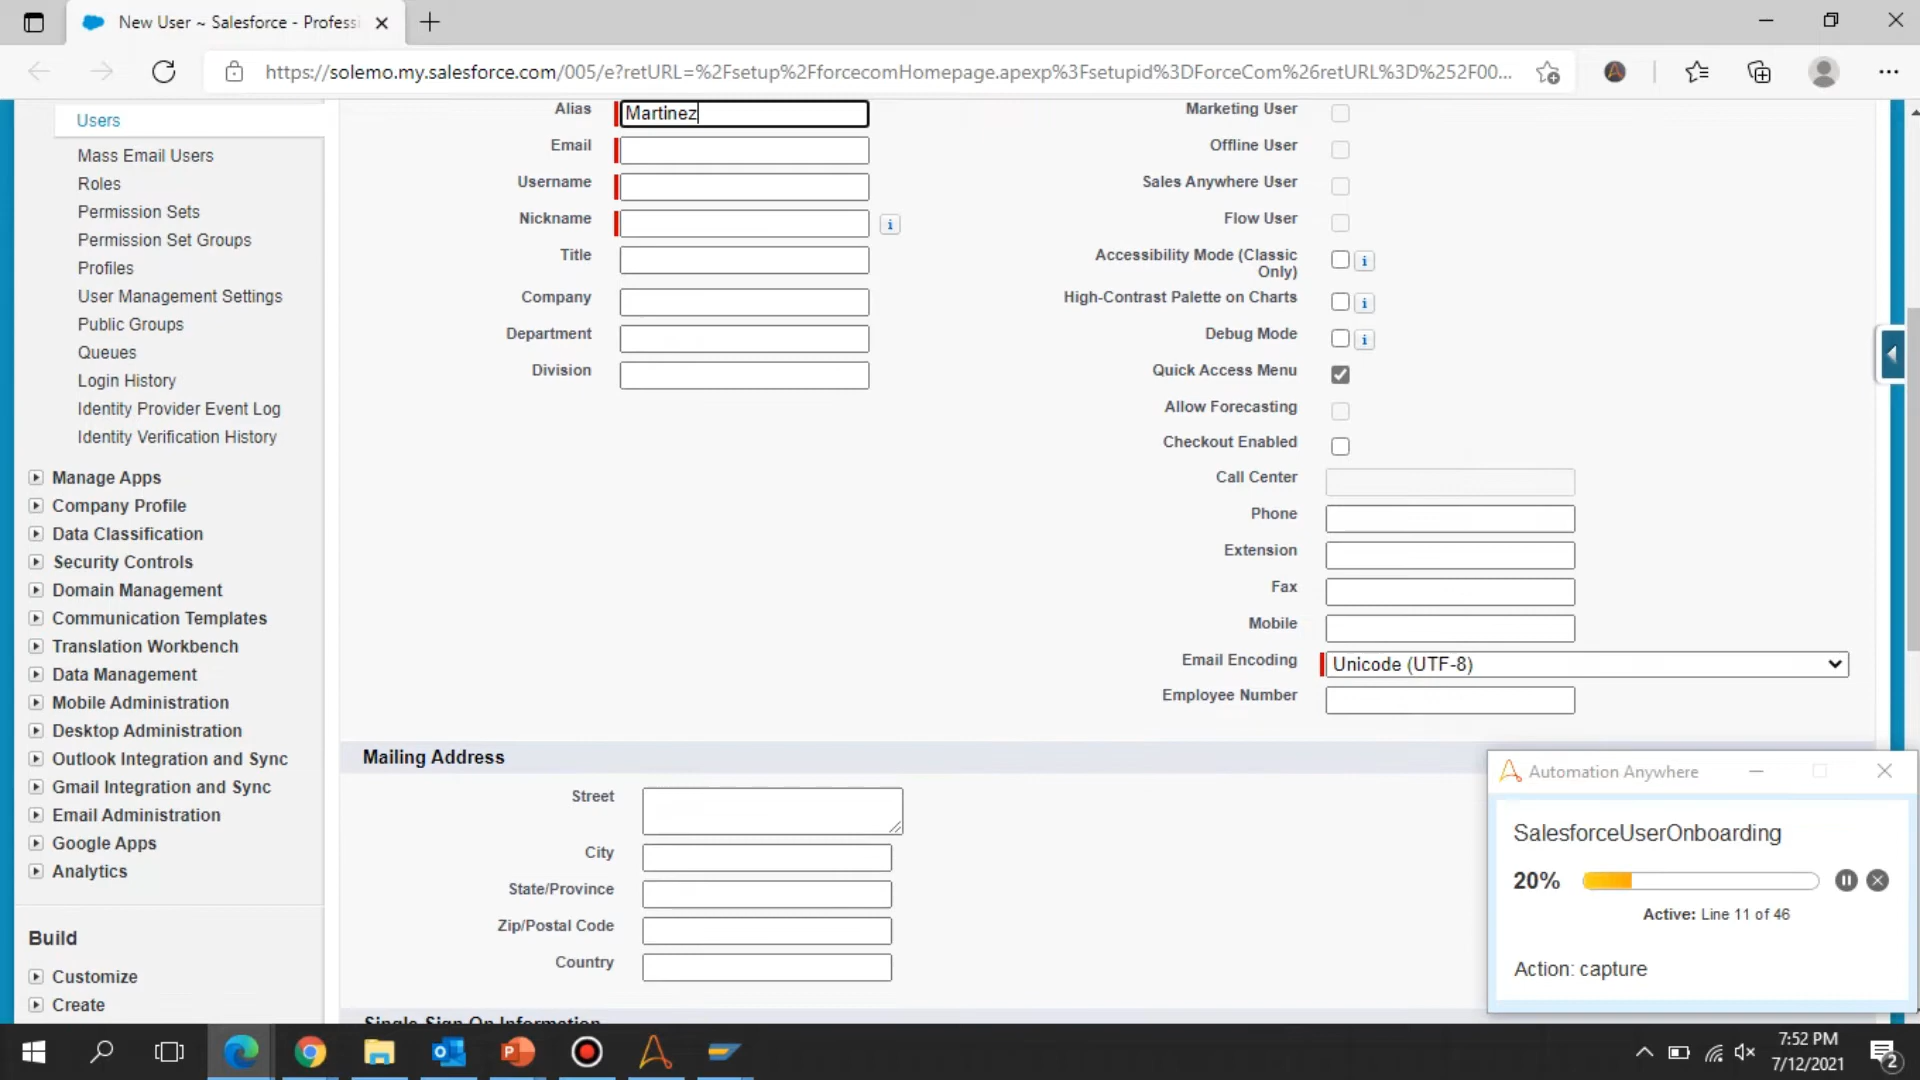 New User ~ Salesforce - Professi
https://solemo.my.salesforce.com/005/e?retURL=%2Fsetup%2FforcecomHomepage.apexp%3Fsetupid%3DForceCom%26retURL%3D%252F00...
Users
Mass Email Users
Roles
Permission Sets
Permission Set Groups
Profiles
User Management Settings
Public Groups
Queues
Login History
Identity Provider Event Log
Identity Verification History
Manage Apps
Company Profile
Data Classification
Security Controls
Domain Management
Communication Templates
Translation Workbench
Data Management
Mobile Administration
Desktop Administration
Outlook Integration and Sync
Gmail Integration and Sync
Email Administration
Google Apps
Analytics
Build
Customize
Create
Alias Martinez
Email
Username
Nickname
Title
Company
Department
Division
Marketing User
Offline User
Sales Anywhere User
Flow User
Accessibility Mode (Classic
Only)
High-Contrast Palette on Charts
Debug Mode
Quick Access Menu
Allow Forecasting
Checkout Enabled
Call Center
Phone
Extension
Fax
Mobile
Email Encoding Unicode (UTF-8)
Employee Number
Mailing Address
Street
City
State/Province
Zip/Postal Code
Country
Single Sign On Information
Automation Anywhere
SalesforceUserOnboarding
20%
Active: Line 11 of 46
Action: capture
7:52 PM
7/12/2021
2